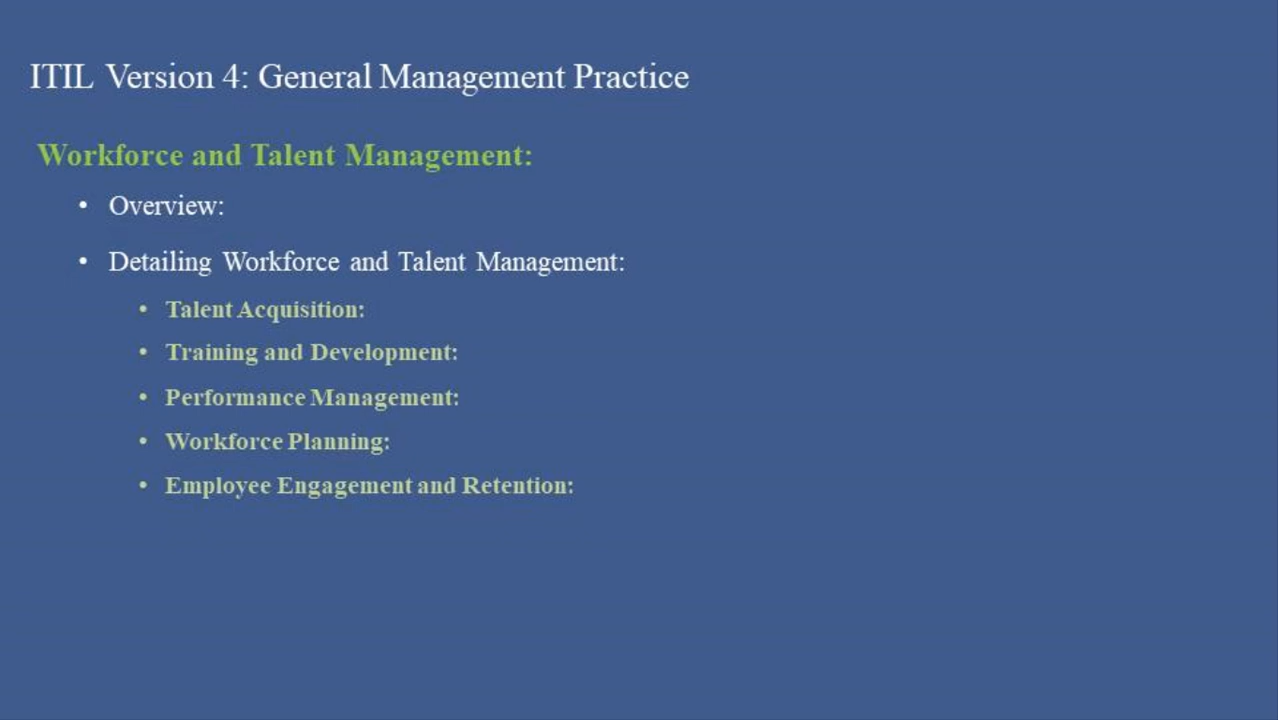 ITIL Version 4: General Management Practice
Workforce and Talent Management:
• Overview:
• Detailing Workforce and Talent Management:
• Talent Acquisition:
• Training and Development:
• Performance Management:
• Workforce Planning:
• Employee Engagement and Retention: